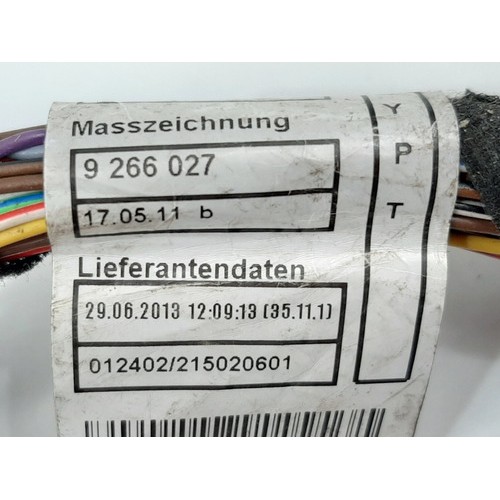 Masszeichnung
9 266 027
17.05.11 b
Lieferantendaten
29.06.2013 12:09:13 (35.11.1)
012402/215020601
Y
P
T